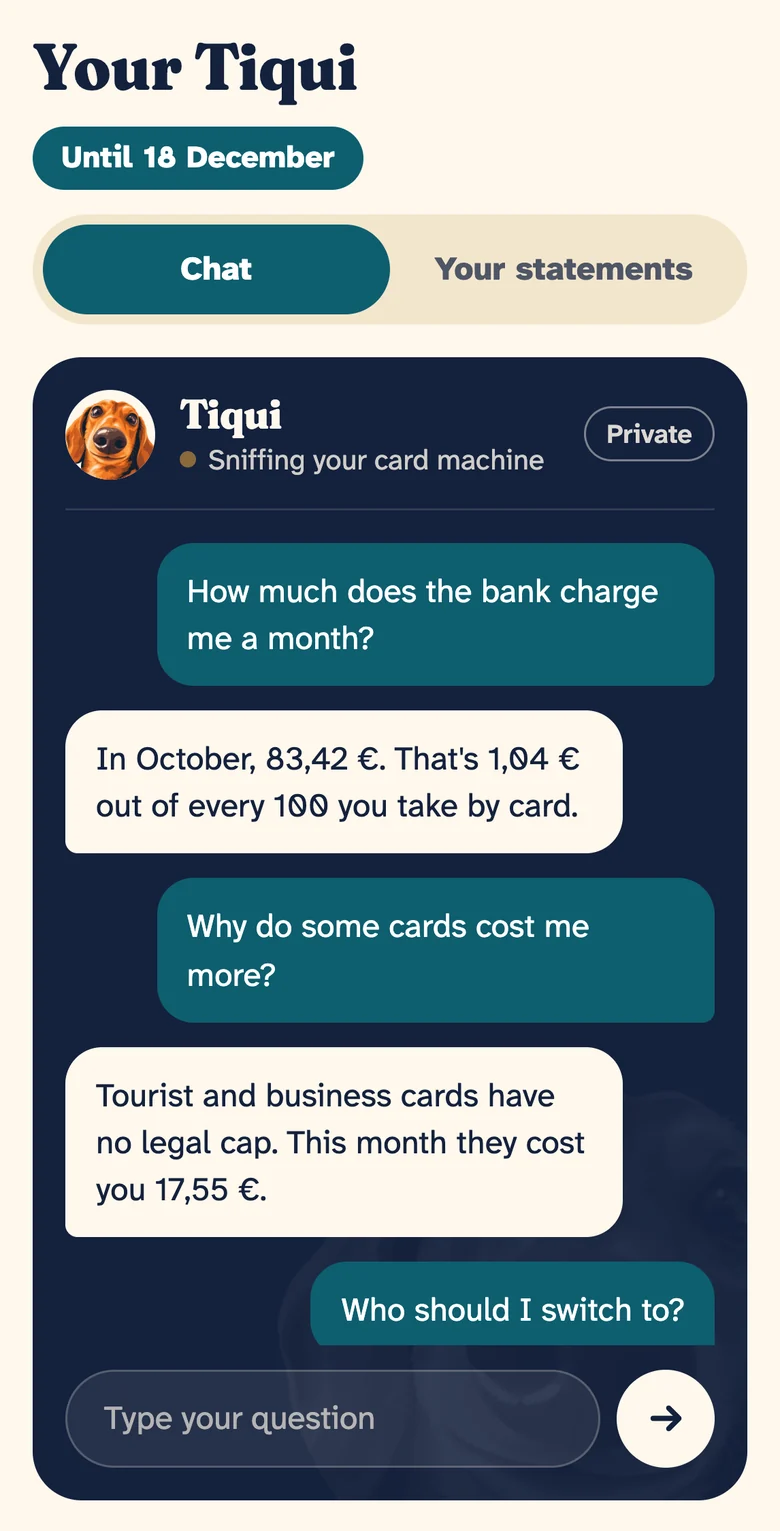 Your Tiqui
Until 18 December
Chat
Your statements
Tiqui
Sniffing your card machine
Private
How much does the bank charge
me a month?
In October, 83,42 €. That's 1,04 €
out of every 100 you take by card.
Why do some cards cost me
more?
Tourist and business cards have
no legal cap. This month they cost
you 17,55 €.
Who should I switch to?
Type your question